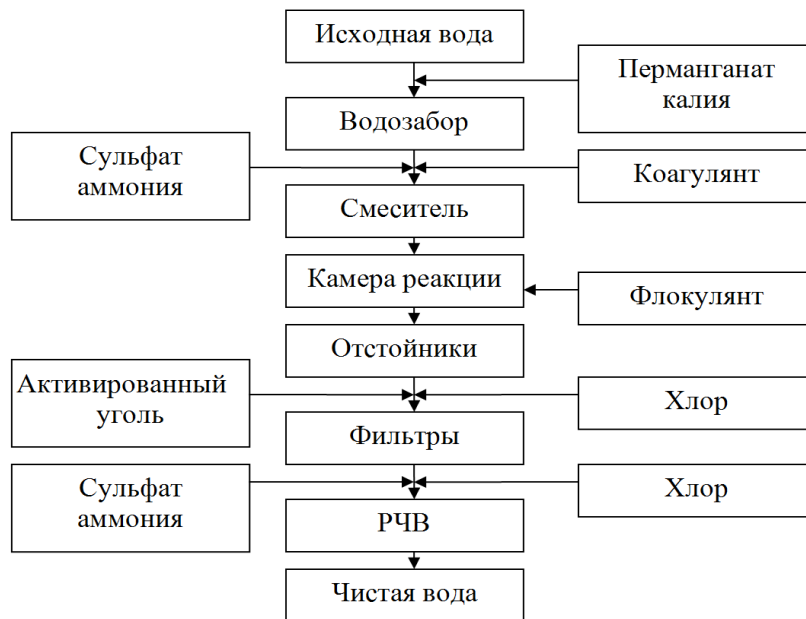 Исходная вода
Перманганат
калия
Водозабор
Сульфат
аммония
Коагулянт
Смеситель
Камера реакции
Флокулянт
Отстойники
Активированный
уголь
Хлор
Фильтры
Сульфат
аммония
Хлор
РЧВ
Чистая вода